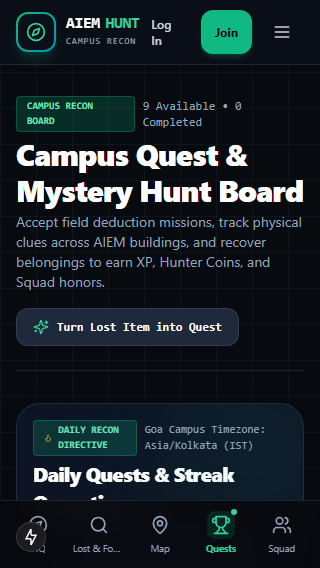 AIEM HUNT
CAMPUS RECON
Log
In
Join
CAMPUS RECON
BOARD
9 Available • 0
Completed
Campus Quest &
Mystery Hunt Board
Accept field deduction missions, track physical
clues across AIEM buildings, and recover
belongings to earn XP, Hunter Coins, and
Squad honors.
Turn Lost Item into Quest
DAILY RECON
DIRECTIVE
Goa Campus Timezone:
Asia/Kolkata (IST)
Daily Quests & Streak
Lost & Fo...
Map
Quests
Squad